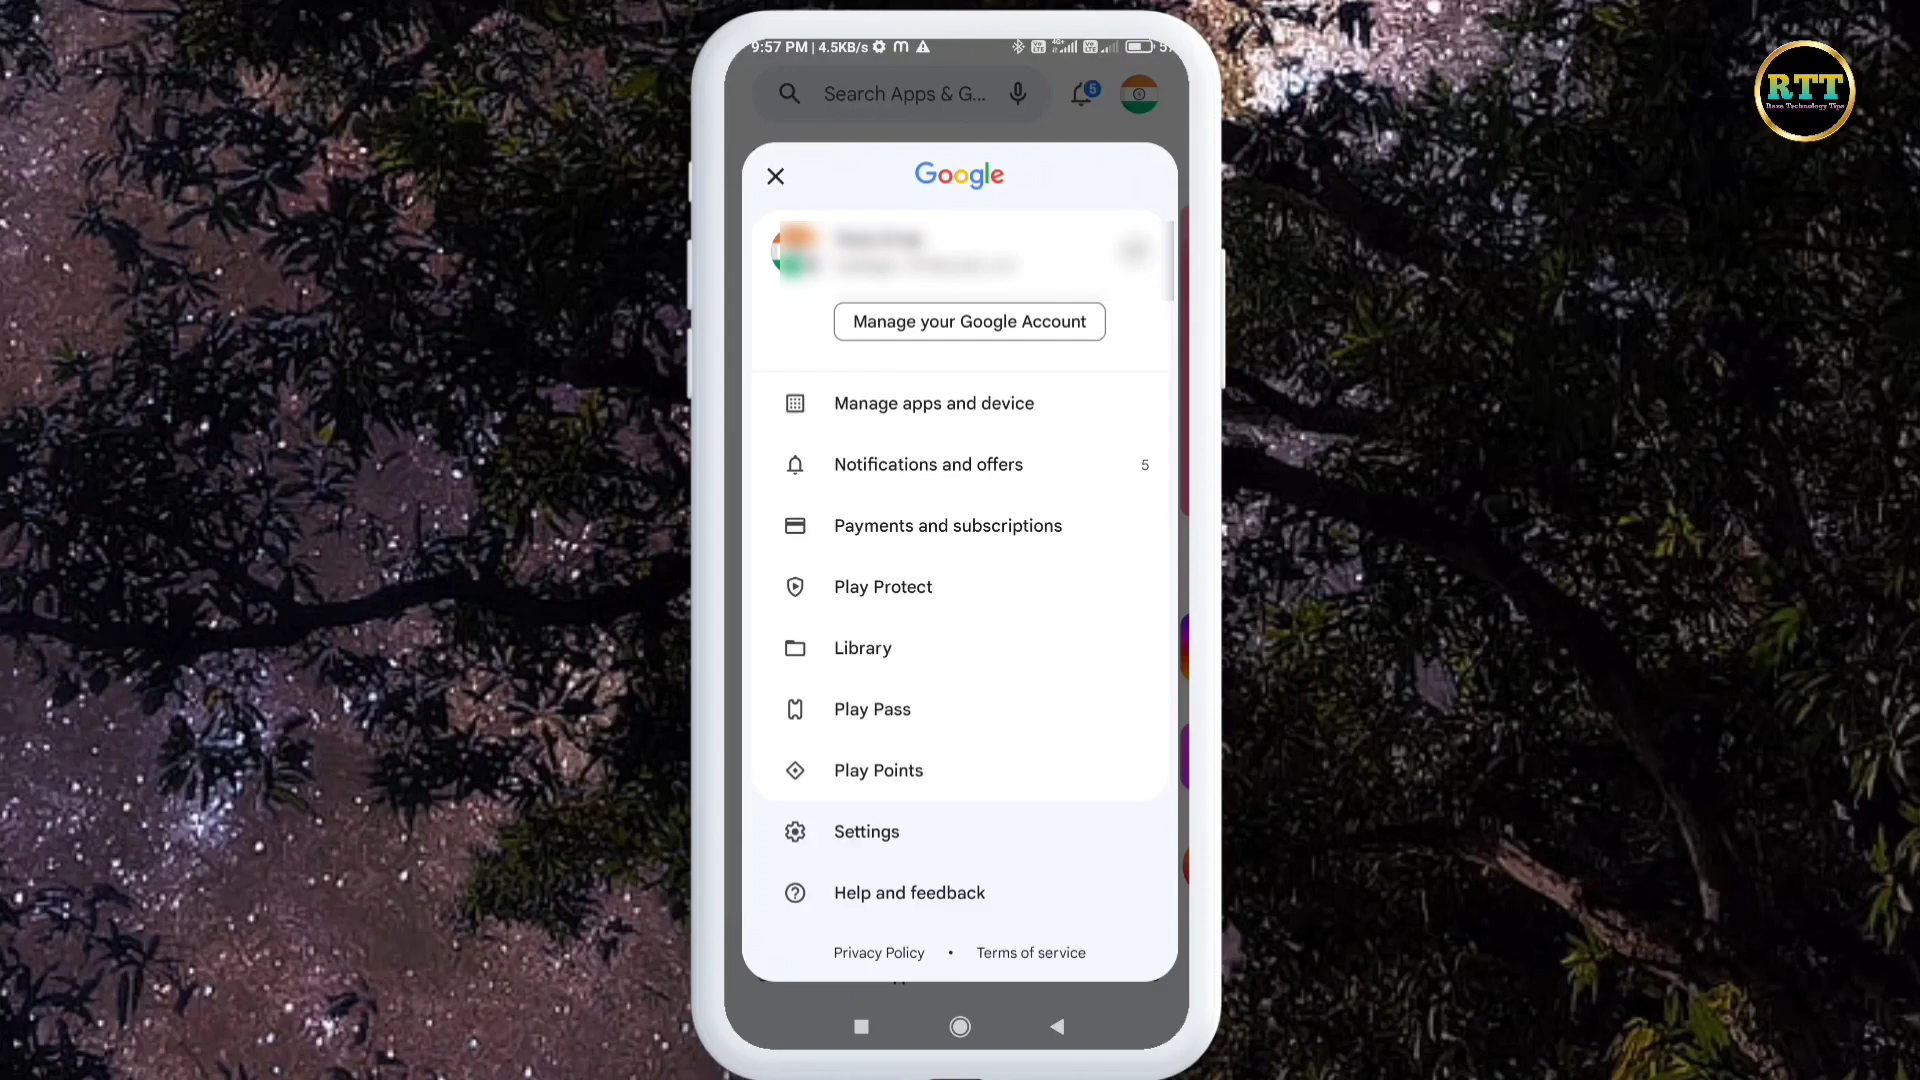 9:57 PM | 4.5KB/s
Search Apps & G...
5
RTT
Raza Technology Tips
Google
Manage your Google Account
Manage apps and device
Notifications and offers 5
Payments and subscriptions
Play Protect
Library
Play Pass
Play Points
Settings
Help and feedback
Privacy Policy • Terms of service